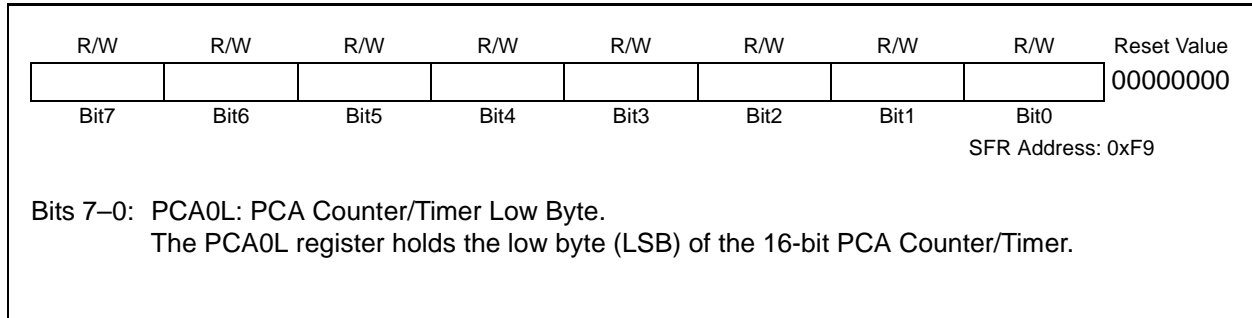 R/W R/W R/W R/W R/W R/W R/W R/W Reset Value
00000000
Bit7 Bit6 Bit5 Bit4 Bit3 Bit2 Bit1 Bit0
SFR Address: 0xF9
Bits 7–0: PCA0L: PCA Counter/Timer Low Byte.
The PCA0L register holds the low byte (LSB) of the 16-bit PCA Counter/Timer.